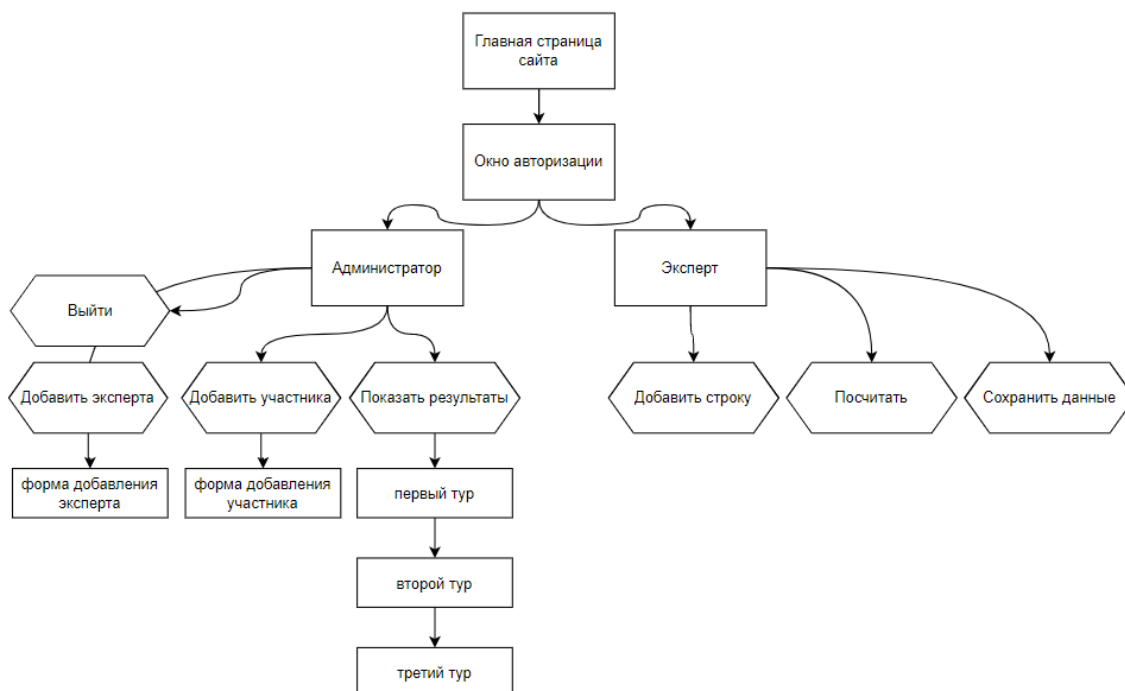 Главная страница
сайта
Окно авторизации
Администратор
Эксперт
Выйти
Добавить эксперта
Добавить участника
Показать результаты
Добавить строку
Посчитать
Сохранить данные
форма добавления
эксперта
форма добавления
участника
первый тур
второй тур
третий тур